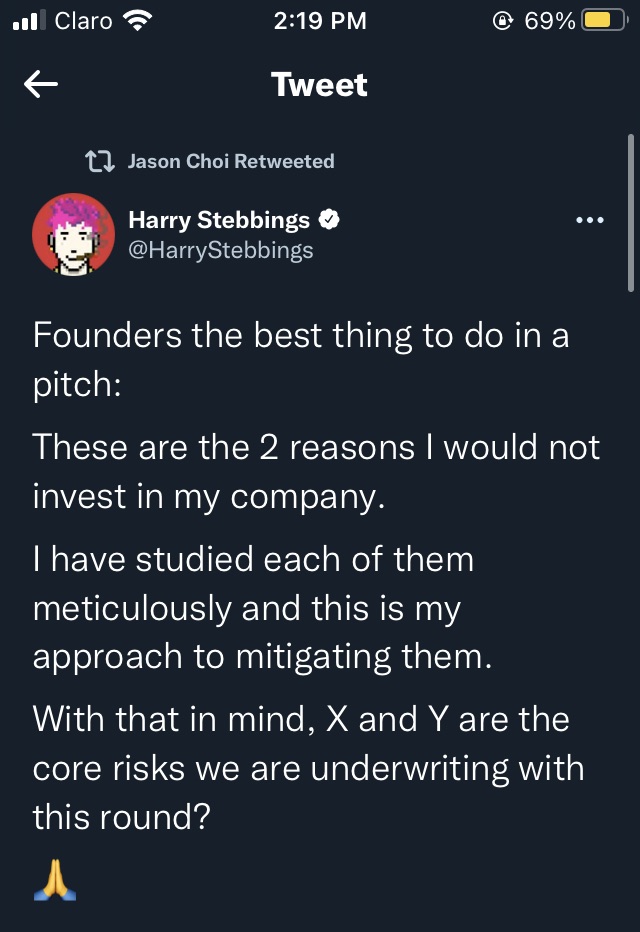 Claro 2:19 PM 69%
Tweet
Jason Choi Retweeted
Harry Stebbings
@HarryStebbings
Founders the best thing to do in a
pitch:
These are the 2 reasons I would not
invest in my company.
I have studied each of them
meticulously and this is my
approach to mitigating them.
With that in mind, X and Y are the
core risks we are underwriting with
this round?
🙏